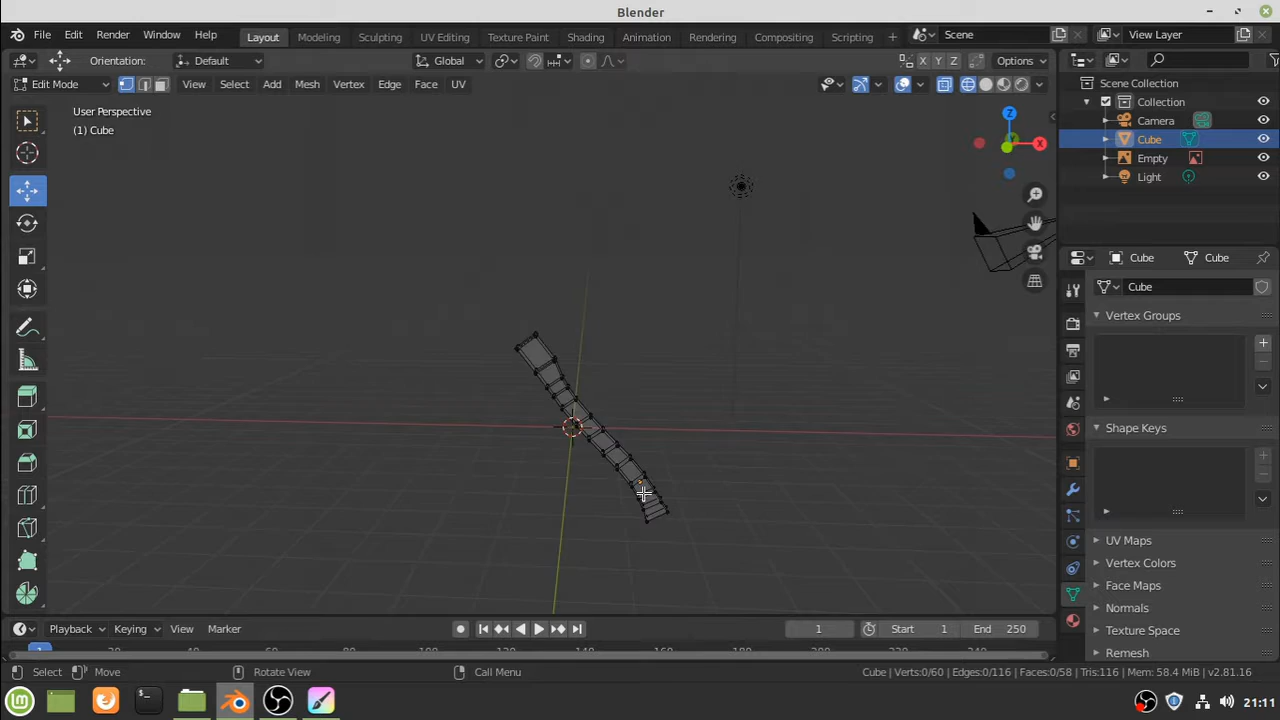 Blender
File Edit Render Window Help Layout Modeling Sculpting UV Editing Texture Paint Shading Animation Rendering Compositing Scripting Scene View Layer
Orientation: Default Global X Y Z Options
Edit Mode View Select Add Mesh Vertex Edge Face UV
User Perspective
(1) Cube
Z
X
Scene Collection
Collection
Camera
Cube
Empty
Light
Cube Cube
Cube
Vertex Groups
Shape Keys
UV Maps
Vertex Colors
Face Maps
Normals
Texture Space
Remesh
Playback Keying View Marker 1 Start 1 End 250
1
Select Move Rotate View Call Menu Cube | Verts:0/60 | Edges:0/116 | Faces:0/58 | Tris:116 | Mem: 58.4 MiB | v2.81.16
21:11